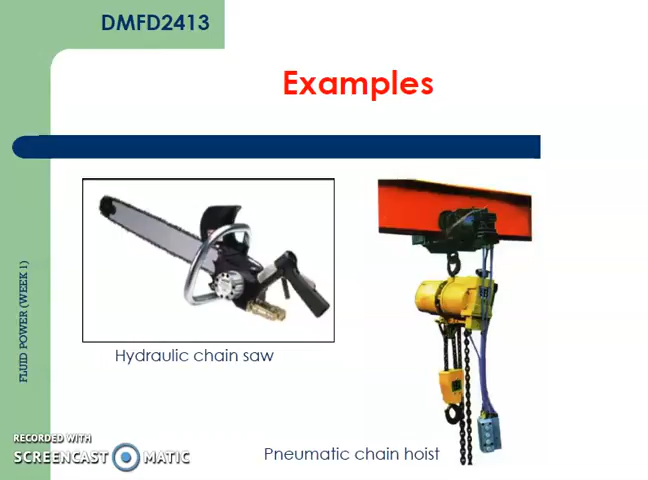 DMFD2413
Examples
FLUID POWER (WEEK 1)
Hydraulic chain saw
Pneumatic chain hoist
RECORDED WITH
SCREENCAST MATIC